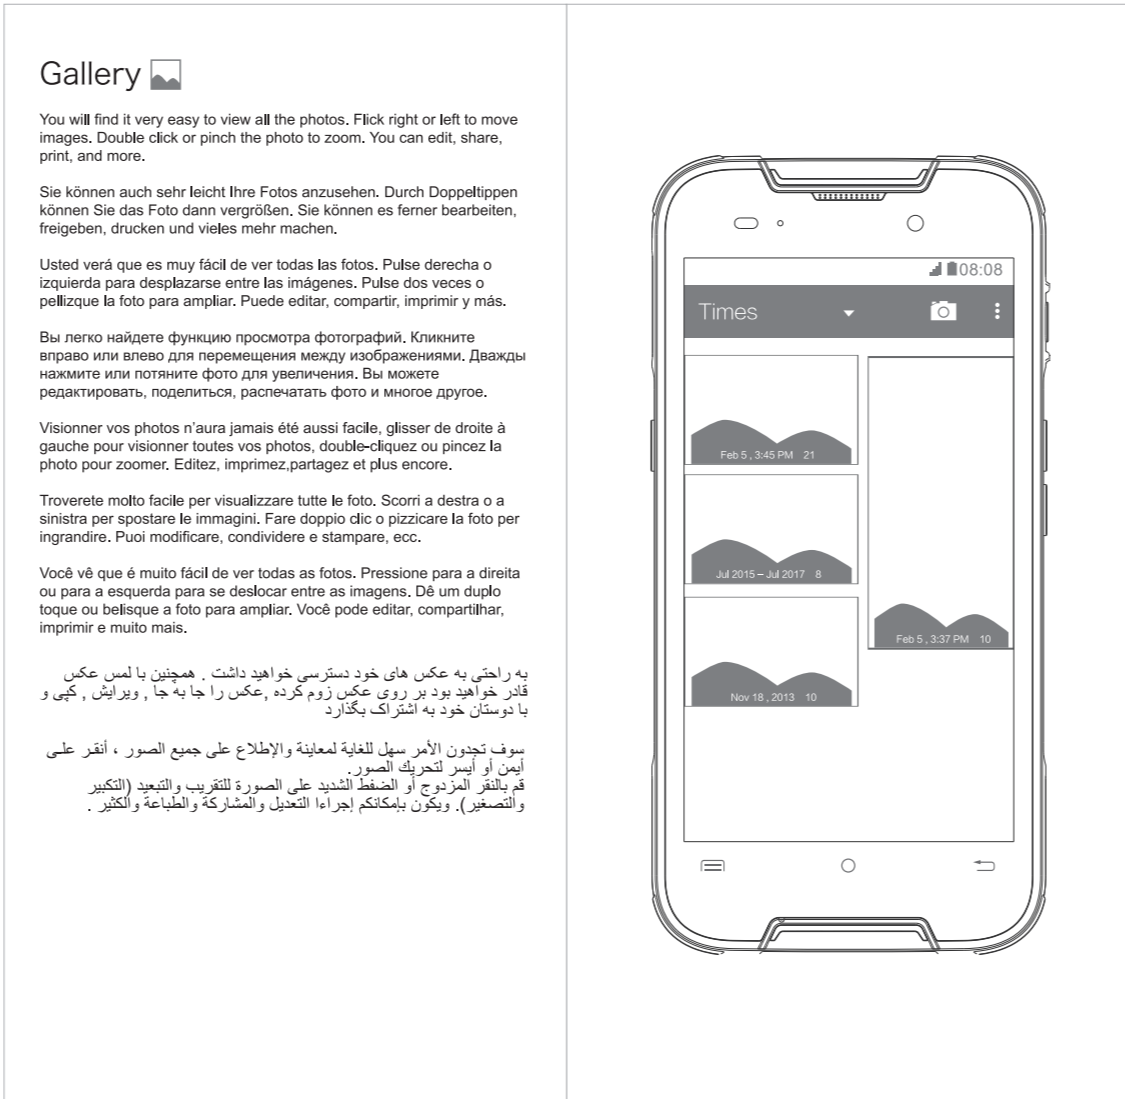 Gallery
You will find it very easy to view all the photos. Flick right or left to move
images. Double click or pinch the photo to zoom. You can edit, share,
print, and more.
Sie können auch sehr leicht Ihre Fotos anzusehen. Durch Doppeltippen
können Sie das Foto dann vergrößen. Sie können es ferner bearbeiten,
freigeben, drucken und vieles mehr machen.
Usted verá que es muy fácil de ver todas las fotos. Pulse derecha o
izquierda para desplazarse entre las imágenes. Pulse dos veces o
pellizque la foto para ampliar. Puede editar, compartir, imprimir y más.
Вы легко найдете функцию просмотра фотографий. Кликните
вправо или влево для перемещения между изображениями. Дважды
нажмите или потяните фото для увеличения. Вы можете
редактировать, поделиться, распечатать фото и многое другое.
Visionner vos photos n’aura jamais été aussi facile, glisser de droite à
gauche pour visionner toutes vos photos, double-cliquez ou pincez la
photo pour zoomer. Editez, imprimez,partagez et plus encore.
Troverete molto facile per visualizzare tutte le foto. Scorri a destra o a
sinistra per spostare le immagini. Fare doppio clic o pizzicare la foto per
ingrandire. Puoi modificare, condividere e stampare, ecc.
Você vê que é muito fácil de ver todas as fotos. Pressione para a direita
ou para a esquerda para se deslocar entre as imagens. Dê um duplo
toque ou belisque a foto para ampliar. Você pode editar, compartilhar,
imprimir e muito mais.
به راحتی به عکس های خود دسترسی خواهید داشت . همچنین با لمس عکس
قادر خواهید بود بر روی عکس زوم کرده ,عکس را جا به جا , ویرایش , کپی و
با دوستان خود به اشتراک بگذارد
سوف تجدون الأمر سهل للغاية لمعاينة والإطلاع على جميع الصور ، أنقر على
أيمن أو أيسر لتحريك الصور.
قم بالنقر المزدوج أو الضغط الشديد على الصورة للتقريب والتبعيد (التكبير
والتصغير). ويكون بإمكانكم إجراءا التعديل والمشاركة والطباعة والكثير .
08:08
Times
Feb 5 , 3:45 PM 21
Jul 2015 – Jul 2017 8
Feb 5 , 3:37 PM 10
Nov 18 , 2013 10